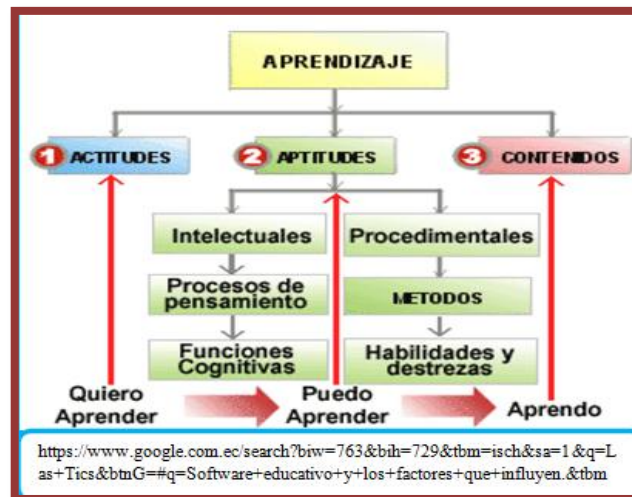 APRENDIZAJE
1 ACTITUDES
2 APTITUDES
3 CONTENIDOS
Intelectuales
Procedimentales
Procesos de
pensamiento
METODOS
Funciones
Cognitivas
Habilidades y
destrezas
Quiero
Aprender
Puedo
Aprender
Aprendo
https://www.google.com.ec/search?biw=763&bih=729&tbm=isch&sa=1&q=L
as+Tics&btnG=#q=Software+educativo+y+los+factores+que+influyen.&tbm